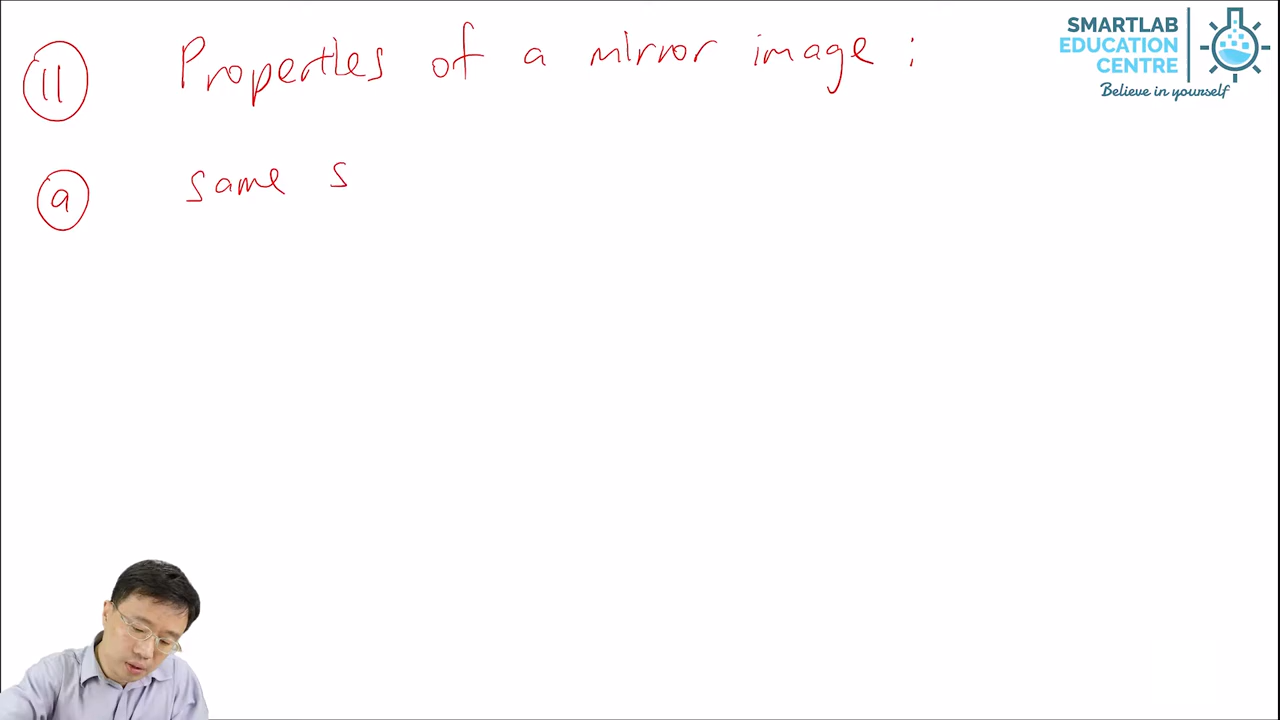 11 Properties of a mirror image :
a same s
SMARTLAB
EDUCATION
CENTRE
Believe in yourself